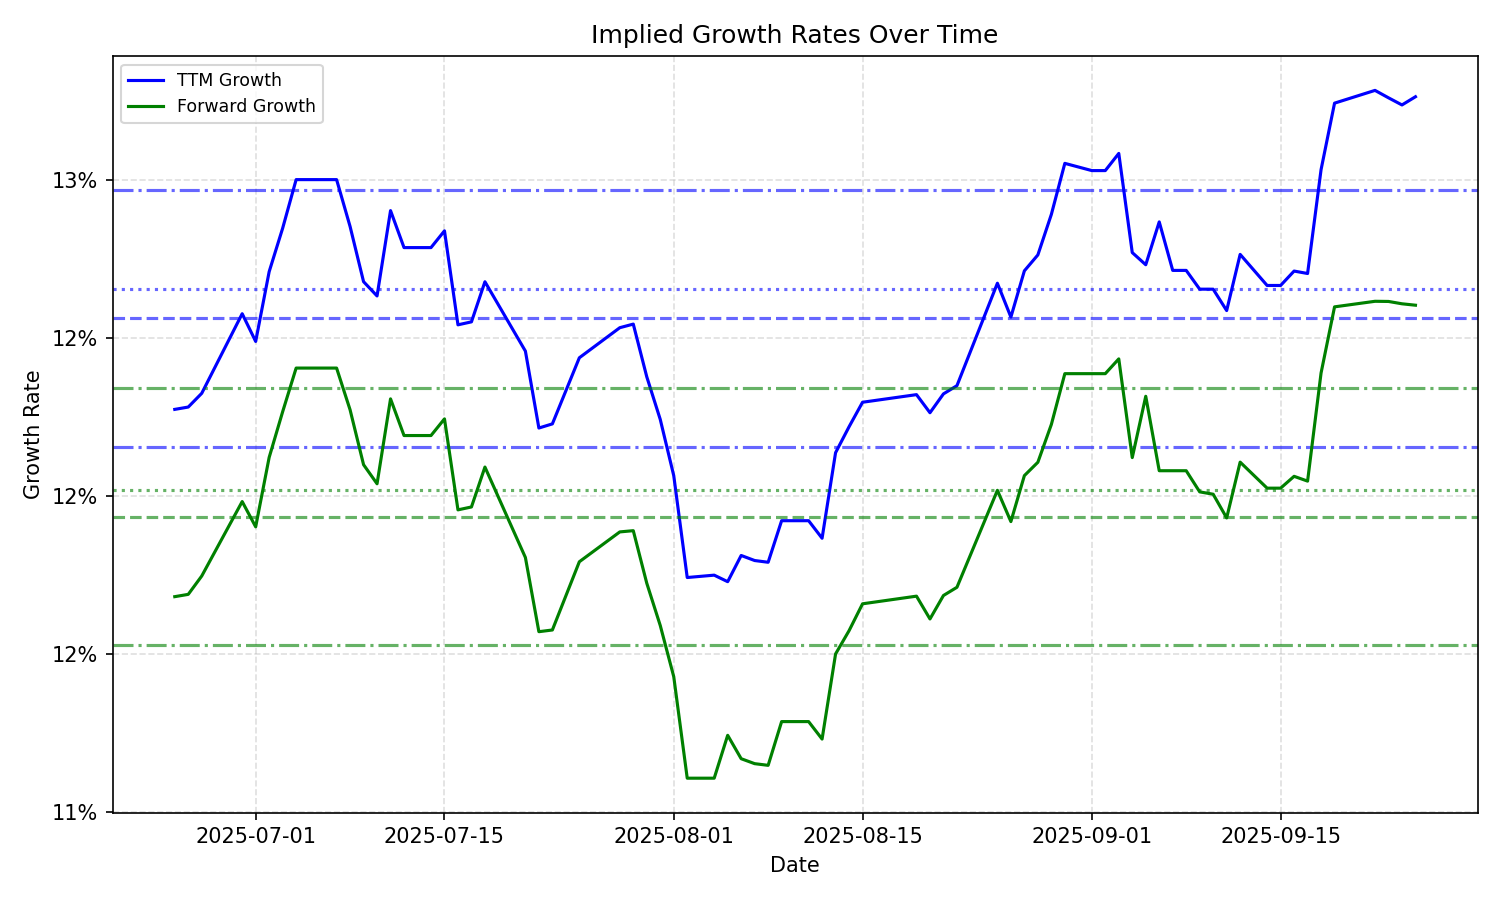 Implied Growth Rates Over Time
TTM Growth
Forward Growth
13%
12%
12%
12%
11%
Growth Rate
2025-07-01
2025-07-15
2025-08-01
2025-08-15
2025-09-01
2025-09-15
Date